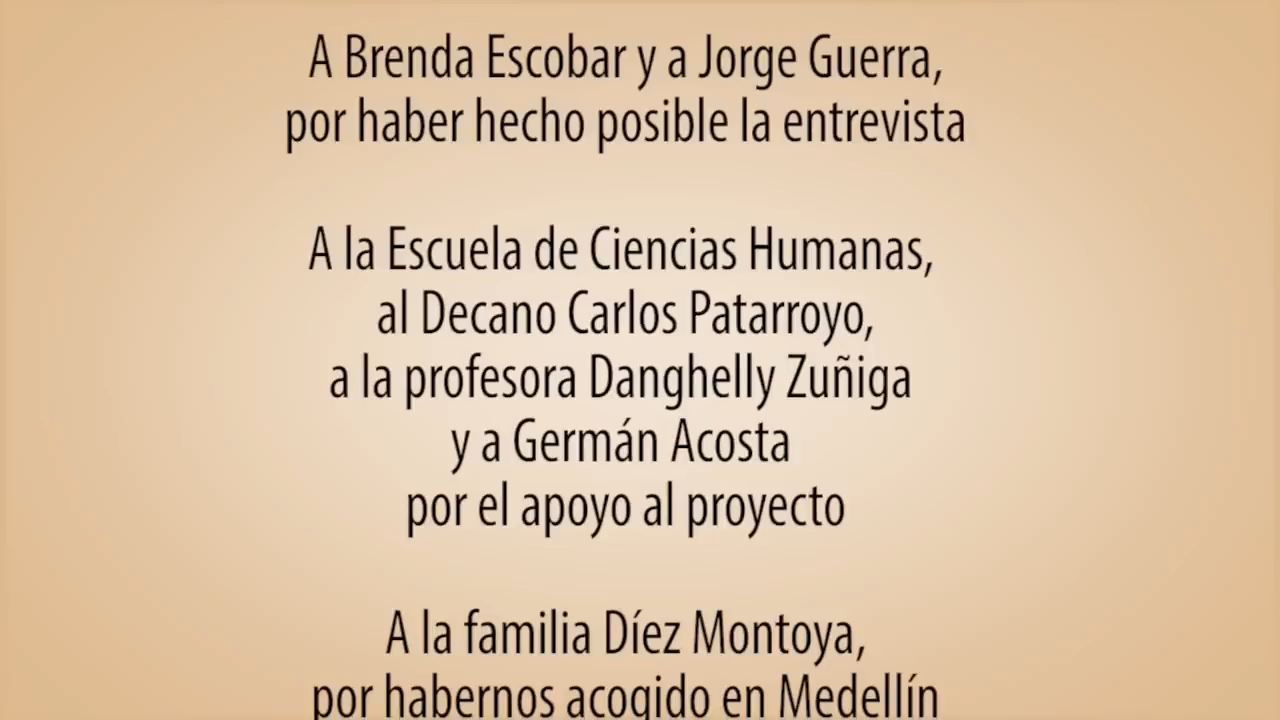 A Brenda Escobar y a Jorge Guerra,
por haber hecho posible la entrevista
A la Escuela de Ciencias Humanas,
al Decano Carlos Patarroyo,
a la profesora Danghelly Zuñiga
y a Germán Acosta
por el apoyo al proyecto
A la familia Díez Montoya,
por habernos acogido en Medellín